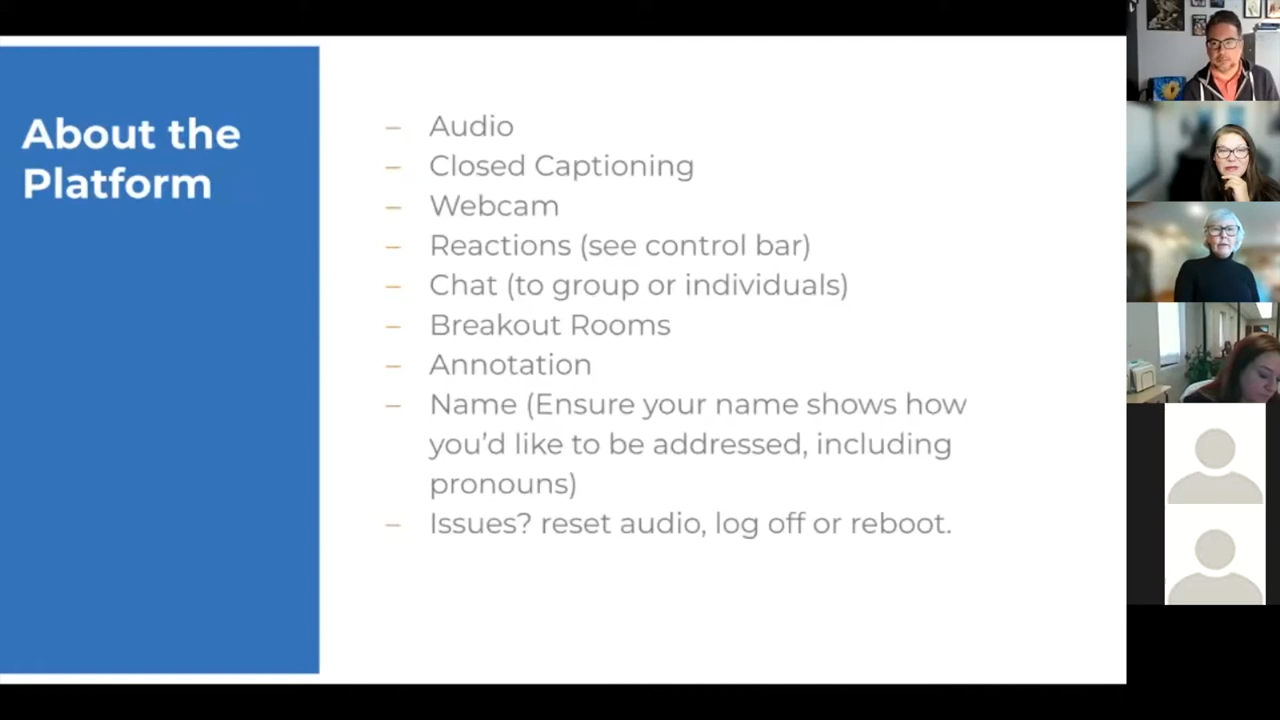 About the
Platform
– Audio
– Closed Captioning
– Webcam
– Reactions (see control bar)
– Chat (to group or individuals)
– Breakout Rooms
– Annotation
– Name (Ensure your name shows how
you’d like to be addressed, including
pronouns)
– Issues? reset audio, log off or reboot.